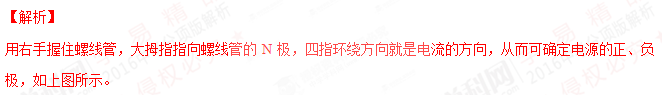 【解析】
用右手握住螺线管，大拇指指向螺线管的 N 极，四指环绕方向就是电流的方向，从而可确定电源的正、负
极，如上图所示。